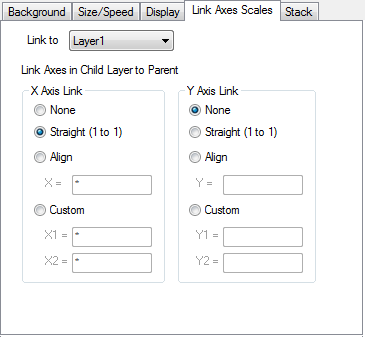 Background Size/Speed Display Link Axes Scales Stack
Link to Layer1
Link Axes in Child Layer to Parent
X Axis Link
None
Straight (1 to 1)
Align
X = *
Custom
X1 = *
X2 = *
Y Axis Link
None
Straight (1 to 1)
Align
Y =
Custom
Y1 =
Y2 =